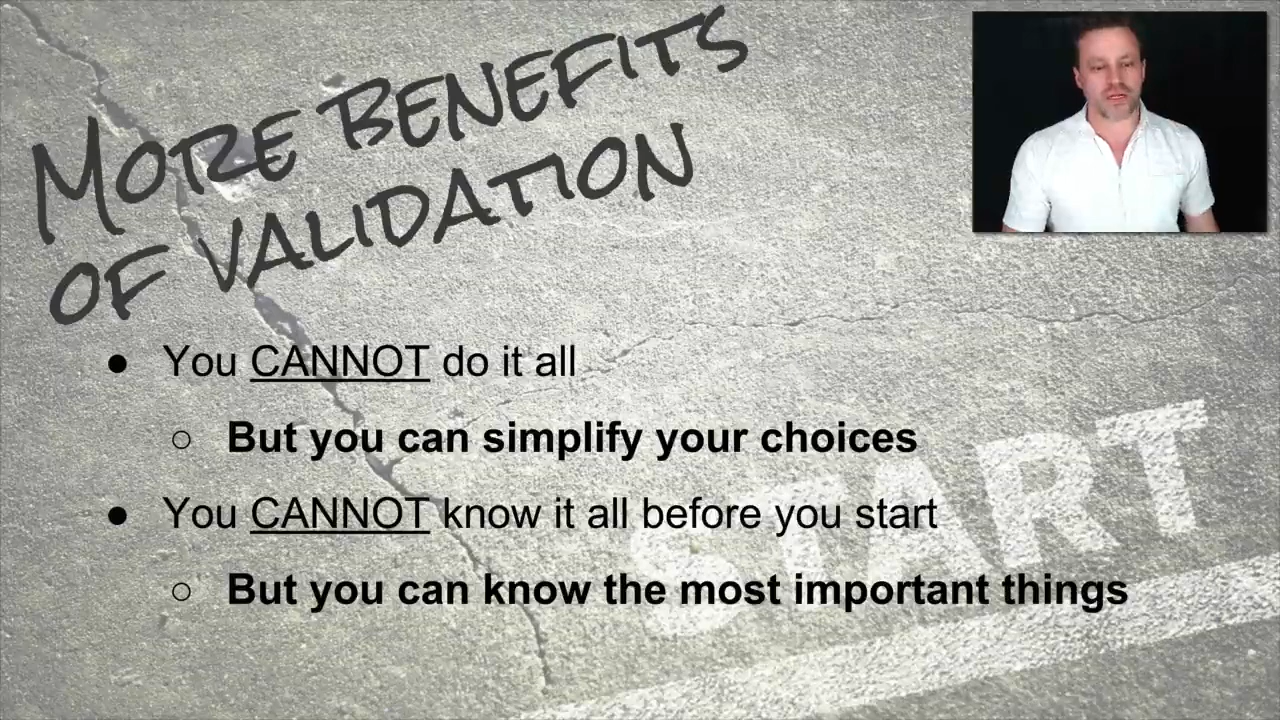 MORE BENEFITS
OF VALIDATION
● You CANNOT do it all
○ But you can simplify your choices
● You CANNOT know it all before you start
○ But you can know the most important things
START